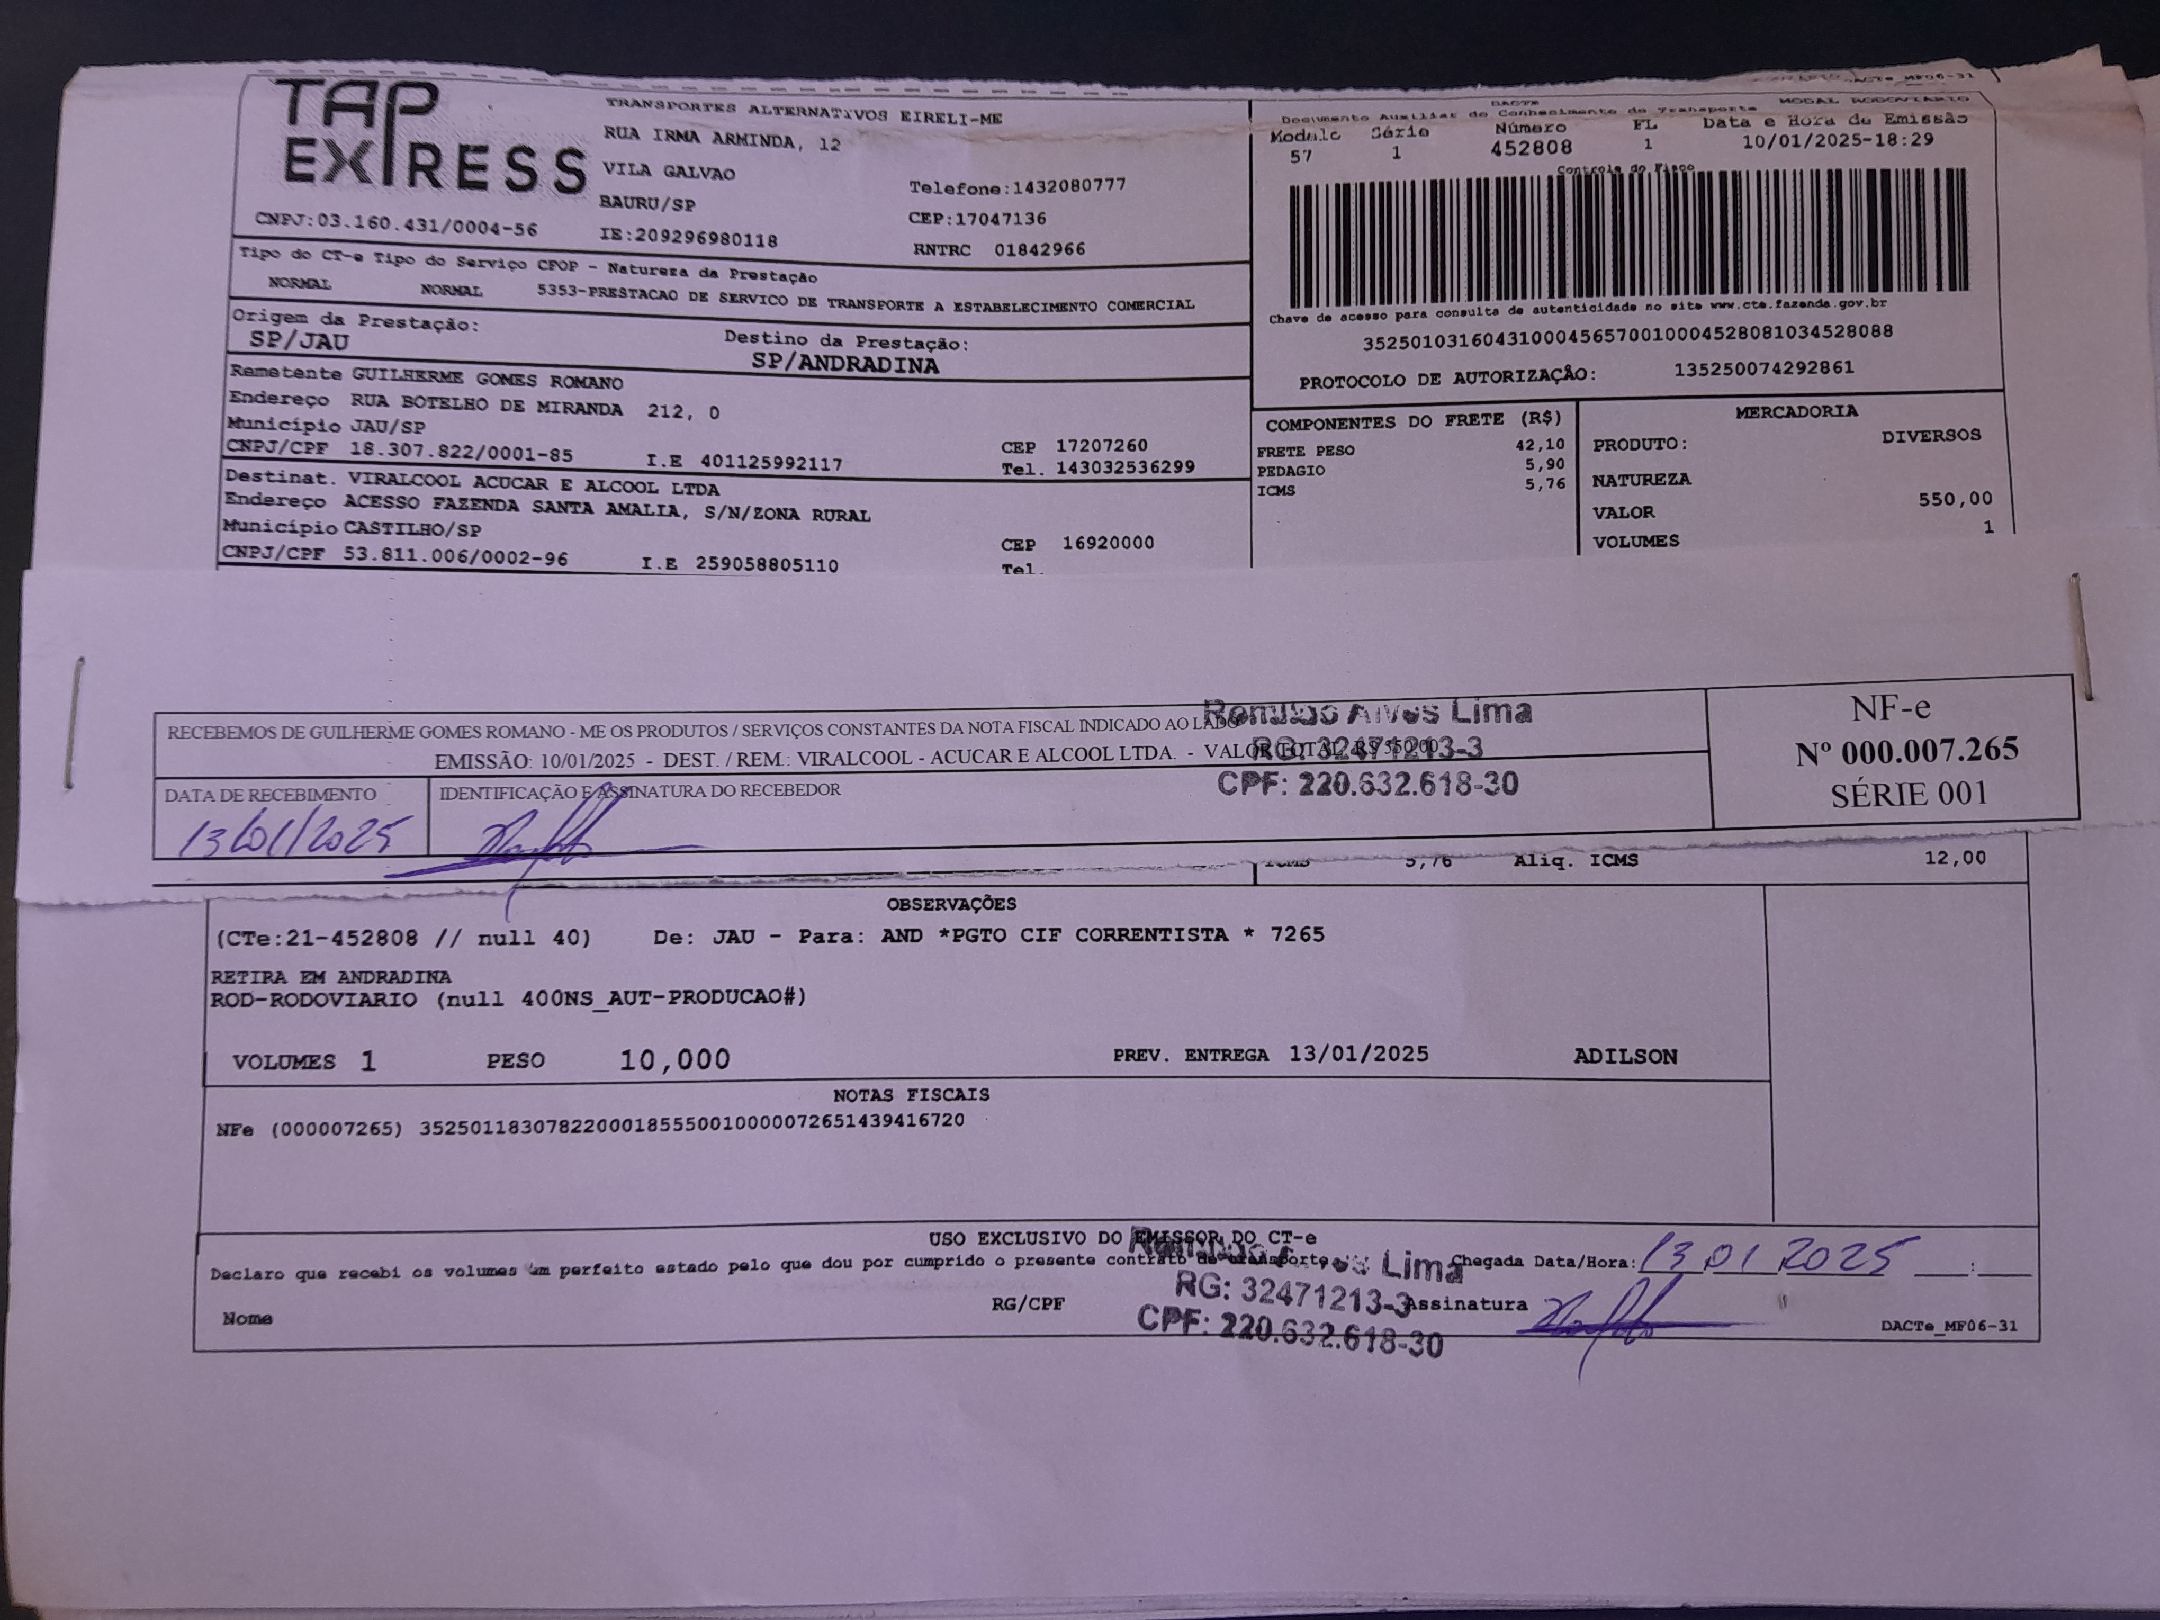 DACTe_MF06-31
TAP
EXPRESS
CNPJ:03.160.431/0004-56
TRANSPORTES ALTERNATIVOS EIRELI-ME
RUA IRMA ARMINDA, 12
VILA GALVAO
BAURU/SP
IE:209296980118
Telefone:1432080777
CEP:17047136
RNTRC 01842966
DACTE MODAL RODOVIARIO
Documento Auxiliar do Conhecimento de Transporte
Modelo Série Número FL Data e Hora de Emissão
57 1 452808 1 10/01/2025-18:29
Controle do Fisco
Chave de acesso para consulta de autenticidade no site www.cte.fazenda.gov.br
35250103160431000456570010004528081034528088
PROTOCOLO DE AUTORIZAÇÃO: 135250074292861
Tipo do CT-e Tipo do Serviço CFOP - Natureza da Prestação
NORMAL NORMAL 5353-PRESTACAO DE SERVICO DE TRANSPORTE A ESTABELECIMENTO COMERCIAL
Origem da Prestação: Destino da Prestação:
SP/JAU SP/ANDRADINA
Remetente GUILHERME GOMES ROMANO
Endereço RUA BOTELHO DE MIRANDA 212, 0
Município JAU/SP CEP 17207260
CNPJ/CPF 18.307.822/0001-85 I.E 401125992117 Tel. 143032536299
Destinat. VIRALCOOL ACUCAR E ALCOOL LTDA
Endereço ACESSO FAZENDA SANTA AMALIA, S/N/ZONA RURAL
Município CASTILHO/SP CEP 16920000
CNPJ/CPF 53.811.006/0002-96 I.E 259058805110 Tel.
COMPONENTES DO FRETE (R$)
FRETE PESO 42,10
PEDAGIO 5,90
ICMS 5,76
MERCADORIA
PRODUTO: DIVERSOS
NATUREZA
VALOR 550,00
VOLUMES 1
RECEBEMOS DE GUILHERME GOMES ROMANO - ME OS PRODUTOS / SERVIÇOS CONSTANTES DA NOTA FISCAL INDICADO AO LADO
EMISSÃO: 10/01/2025 - DEST. / REM.: VIRALCOOL - ACUCAR E ALCOOL LTDA. - VALOR TOTAL: R$ 550,00
Romildo Alves Lima
RG: 32471213-3
CPF: 220.632.618-30
DATA DE RECEBIMENTO IDENTIFICAÇÃO E ASSINATURA DO RECEBEDOR
13/01/2025
NF-e
Nº 000.007.265
SÉRIE 001
ICMS 5,76 Aliq. ICMS 12,00
OBSERVAÇÕES
(CTe:21-452808 // null 40) De: JAU - Para: AND *PGTO CIF CORRENTISTA * 7265
RETIRA EM ANDRADINA
ROD-RODOVIARIO (null 400NS_AUT-PRODUCAO#)
VOLUMES 1 PESO 10,000 PREV. ENTREGA 13/01/2025 ADILSON
NOTAS FISCAIS
NFe (000007265) 35250118307822000185550010000072651439416720
USO EXCLUSIVO DO EMISSOR DO CT-e
Declaro que recebi os volumes em perfeito estado pelo que dou por cumprido o presente contrato de transporte. Chegada Data/Hora: 13 01 2025 __:__
Nome RG/CPF Assinatura
Romildo Alves Lima
RG: 32471213-3
CPF: 220.632.618-30
DACTe_MF06-31